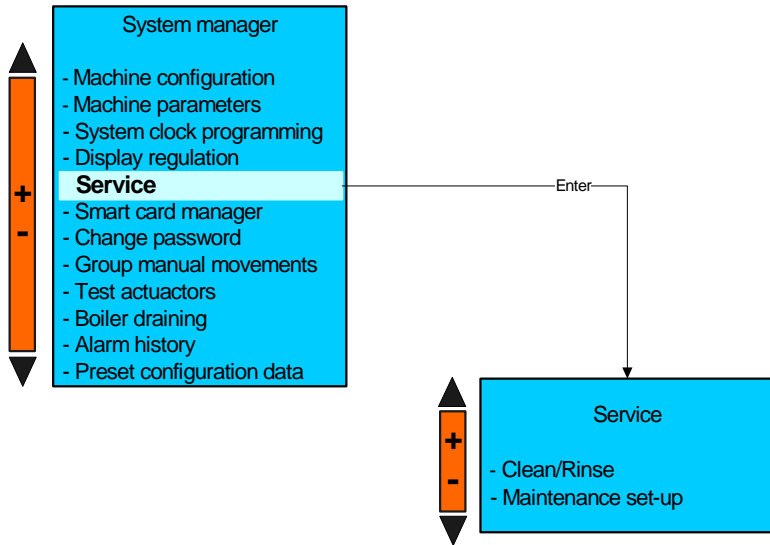 System manager
- Machine configuration
- Machine parameters
- System clock programming
- Display regulation
Service
- Smart card manager
- Change password
- Group manual movements
- Test actuactors
- Boiler draining
- Alarm history
- Preset configuration data
+
-
Enter
Service
- Clean/Rinse
- Maintenance set-up
+
-